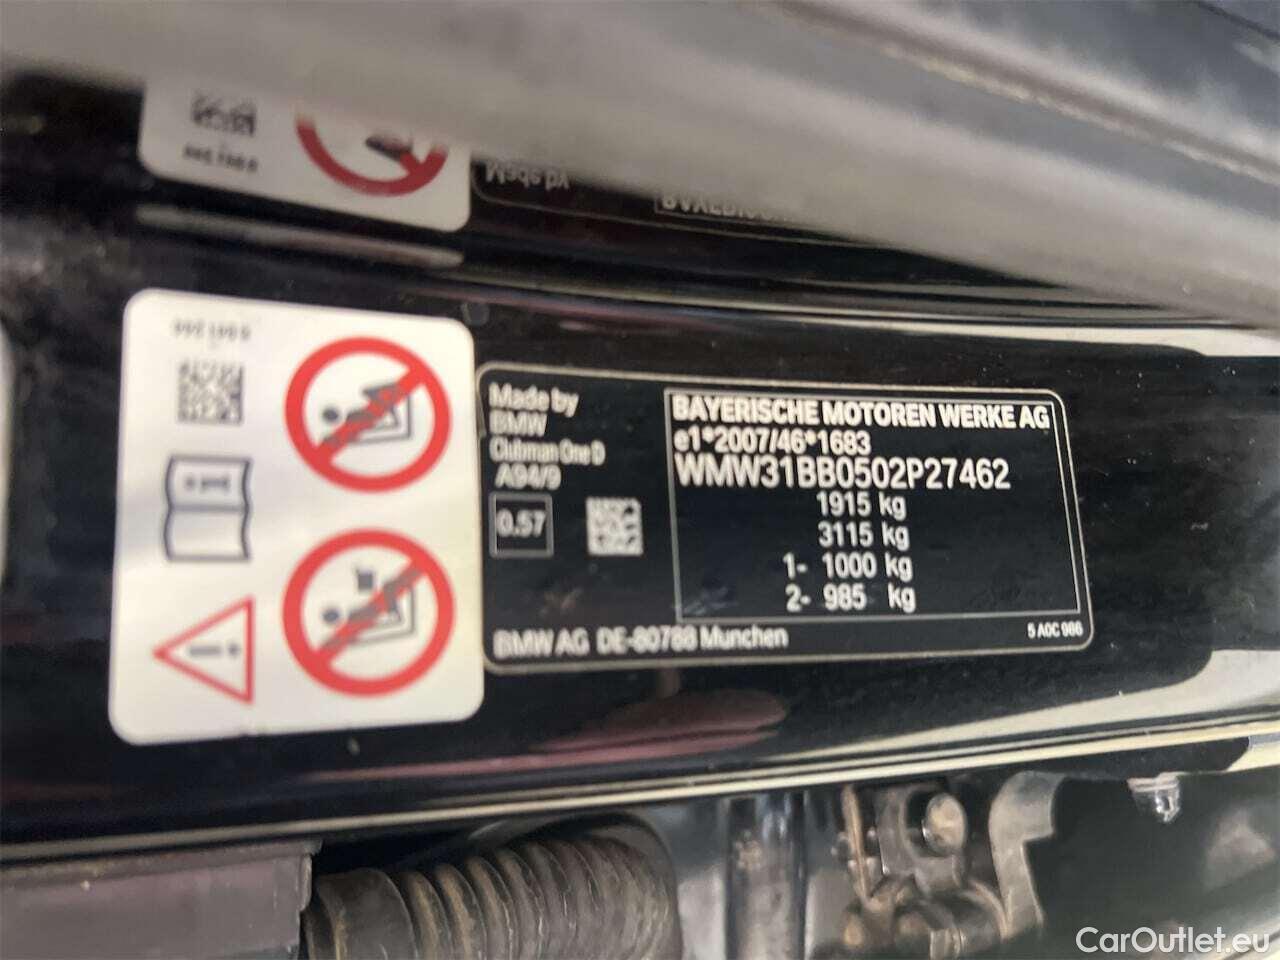 Made by
BMW
Clubman One D
A94/9
0.57
BAYERISCHE MOTOREN WERKE AG
e1*2007/46*1683
WMW31BB0502P27462
1915 kg
3115 kg
1- 1000 kg
2- 985 kg
BMW AG DE-80788 Munchen
5 A0C 986
CarOutlet.eu